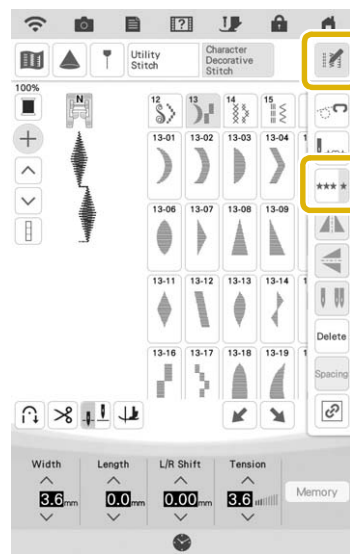 Utility Stitch
Character Decorative Stitch
100%
N
12 13 14 15
13-01 13-02 13-03 13-04
13-06 13-07 13-08 13-09
13-11 13-12 13-13 13-14
13-16 13-17 13-18 13-19
Delete
Spacing
Width Length L/R Shift Tension
3.6 mm 0.0 mm 0.00 mm 3.6
Memory